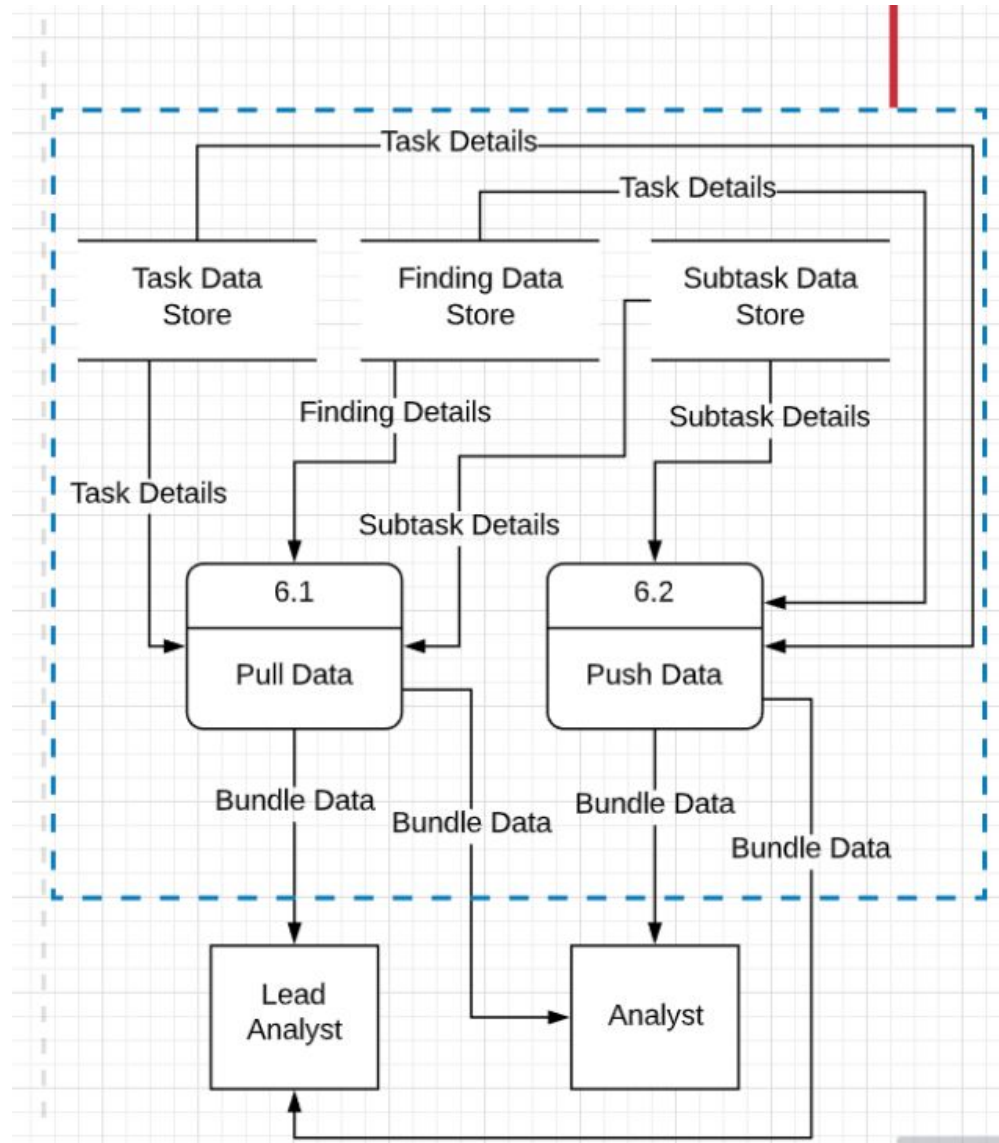 Task Details
Task Details
Task Data
Store
Finding Data
Store
Subtask Data
Store
Finding Details
Subtask Details
Task Details
Subtask Details
6.1
6.2
Pull Data
Push Data
Bundle Data
Bundle Data
Bundle Data
Bundle Data
Lead
Analyst
Analyst